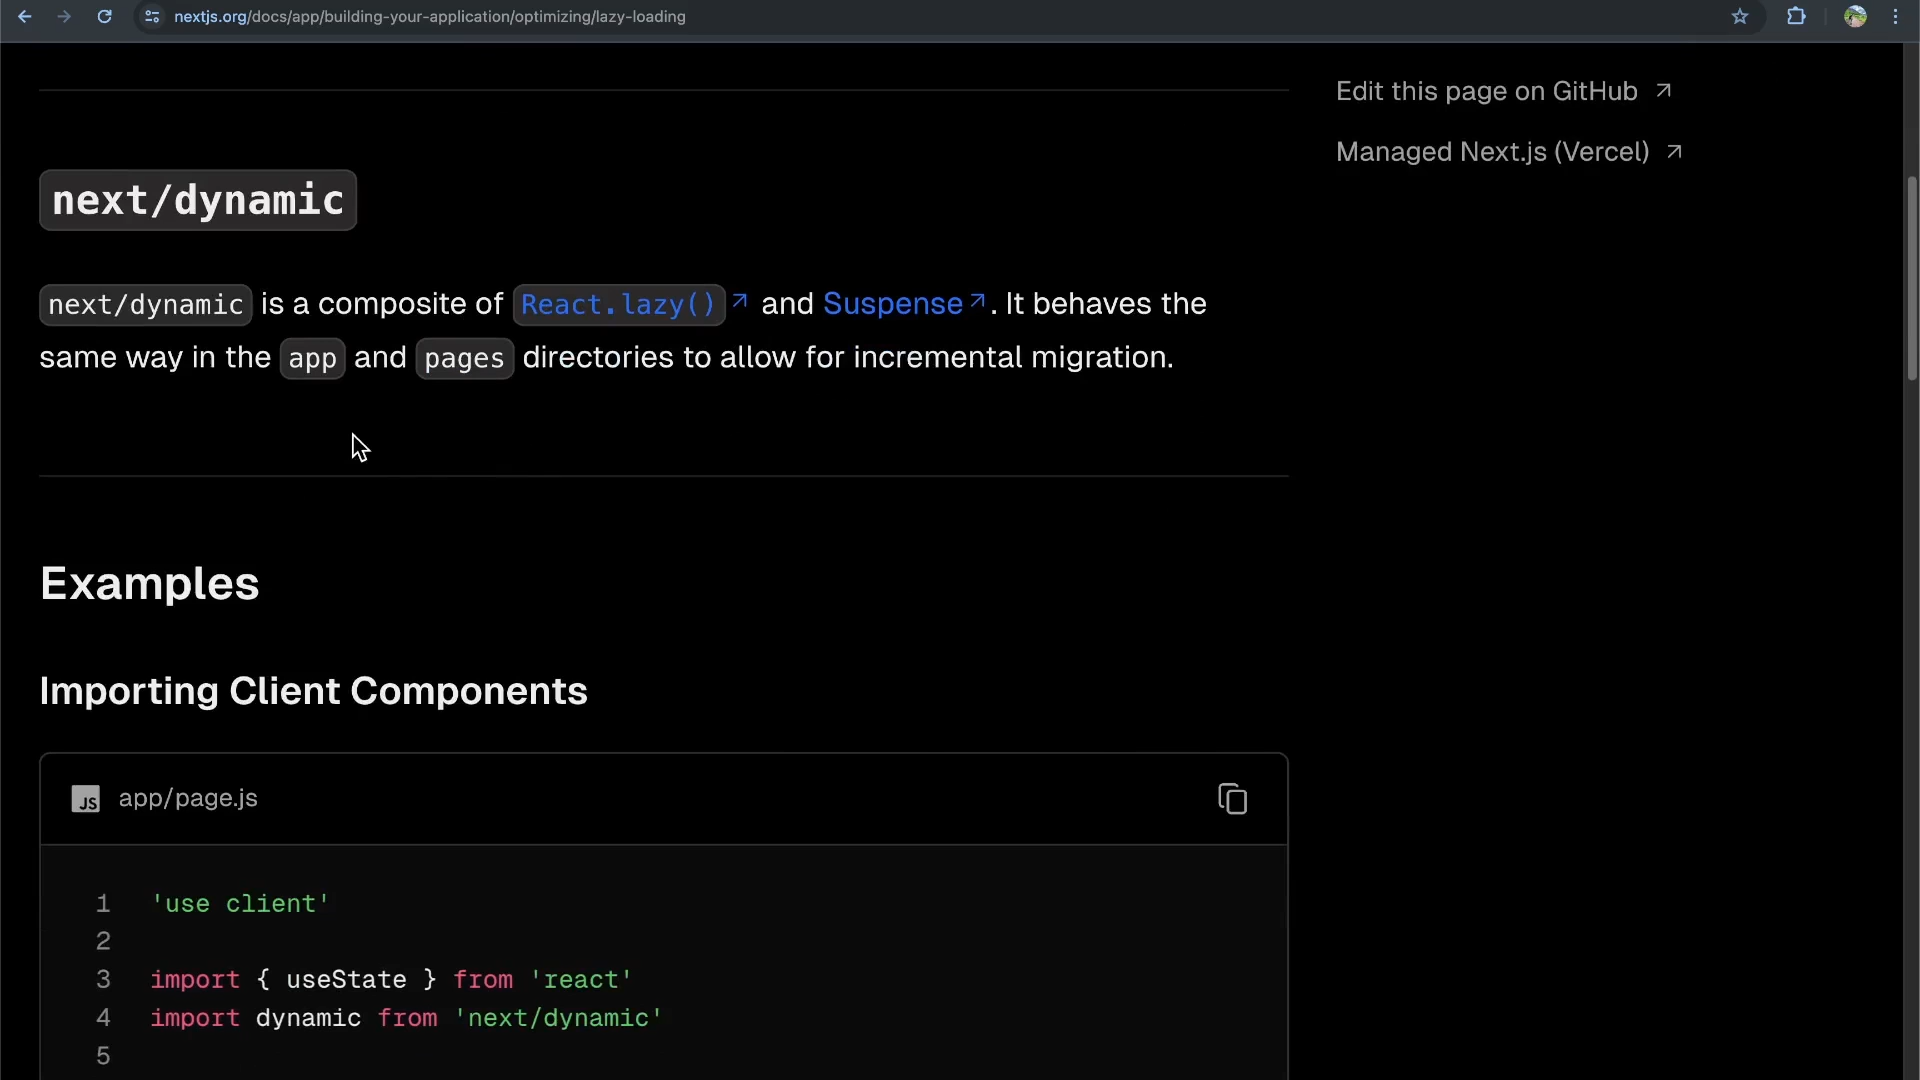 nextjs.org/docs/app/building-your-application/optimizing/lazy-loading
Edit this page on GitHub
Managed Next.js (Vercel)
next/dynamic
next/dynamic is a composite of React.lazy() and Suspense. It behaves the
same way in the app and pages directories to allow for incremental migration.
Examples
Importing Client Components
JS app/page.js
1 'use client'
2
3 import { useState } from 'react'
4 import dynamic from 'next/dynamic'
5